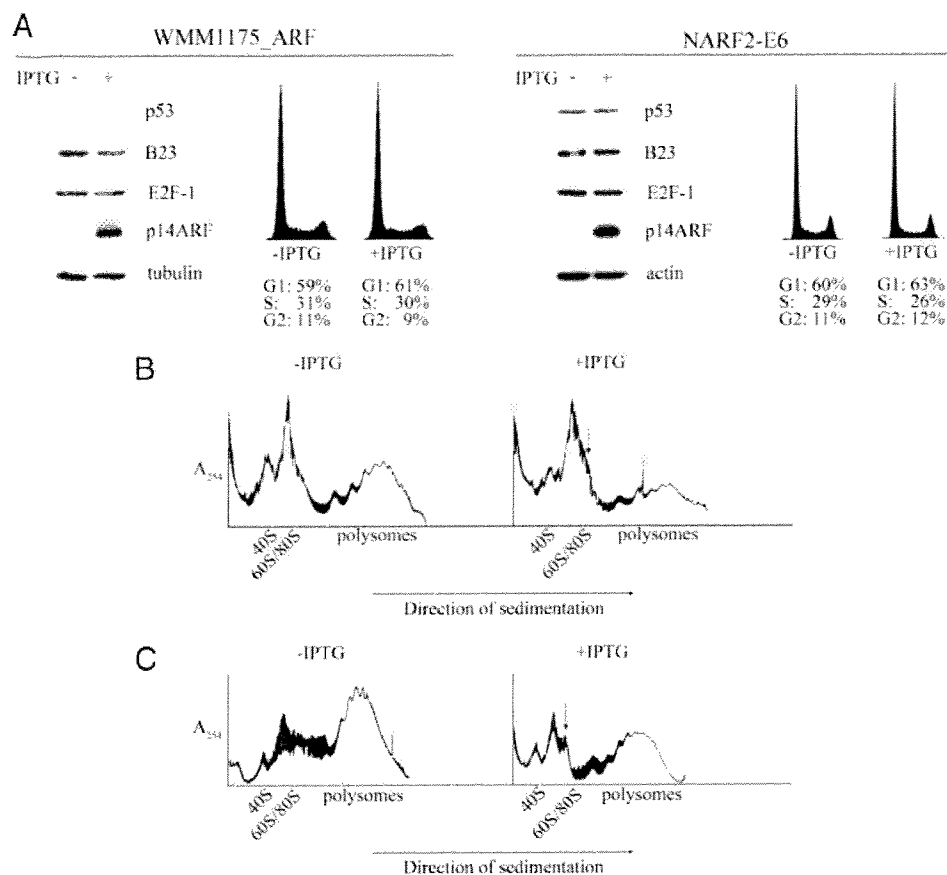 A
WMM1175_ARF
IPTG - +
p53
B23
E2F-1
p14ARF
tubulin
-IPTG
G1: 59%
S: 31%
G2: 11%
+IPTG
G1: 61%
S: 30%
G2: 9%
NARF2-E6
IPTG - +
p53
B23
E2F-1
p14ARF
actin
-IPTG
G1: 60%
S: 29%
G2: 11%
+IPTG
G1: 63%
S: 26%
G2: 12%
B
-IPTG
+IPTG
A254
40S
60S/80S
polysomes
40S
60S/80S
polysomes
Direction of sedimentation
C
-IPTG
+IPTG
A254
40S
60S/80S
polysomes
40S
60S/80S
polysomes
Direction of sedimentation